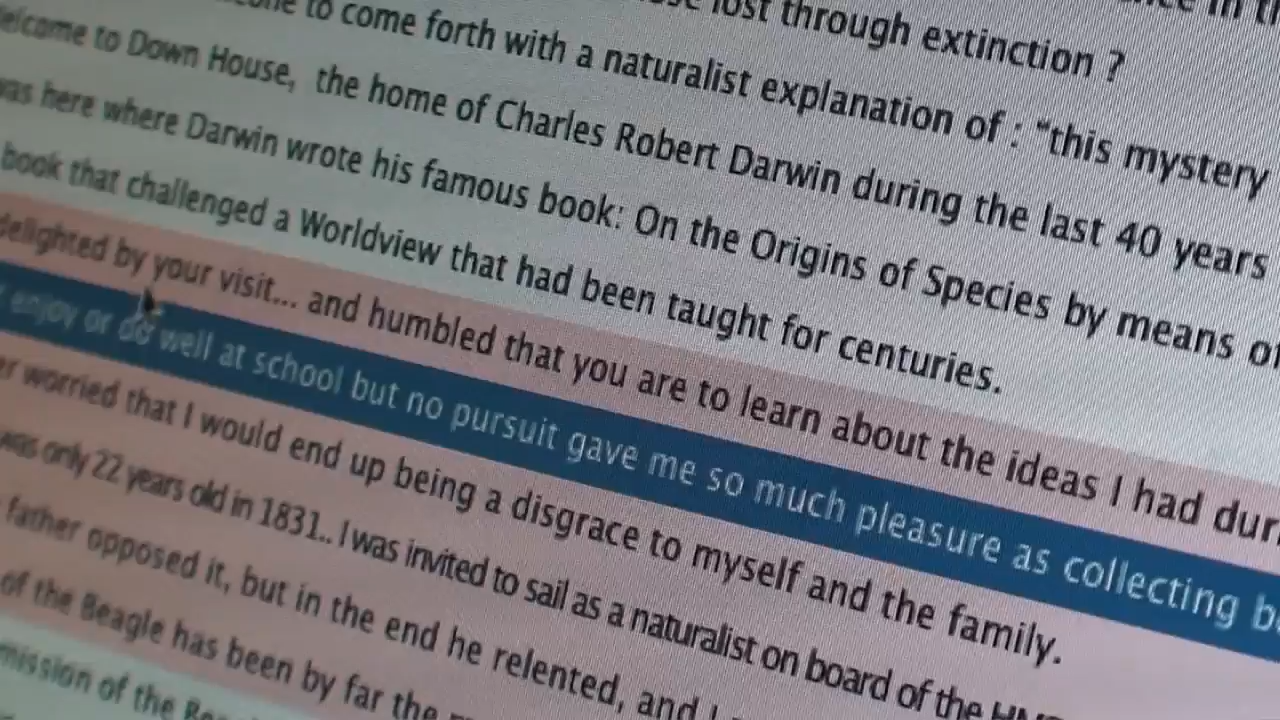 lost through extinction ?
to come forth with a naturalist explanation of : “this mystery
to Down House, the home of Charles Robert Darwin during the last 40 years
was here where Darwin wrote his famous book: On the Origins of Species by means of
book that challenged a Worldview that had been taught for centuries.
delighted by your visit... and humbled that you are to learn about the ideas I had
enjoy or do well at school but no pursuit gave me so much pleasure as collecting
worried that I would end up being a disgrace to myself and the family.
was only 22 years old in 1831.. I was invited to sail as a naturalist on board of the
father opposed it, but in the end he relented, and I
of the Beagle has been by far the
mission of the